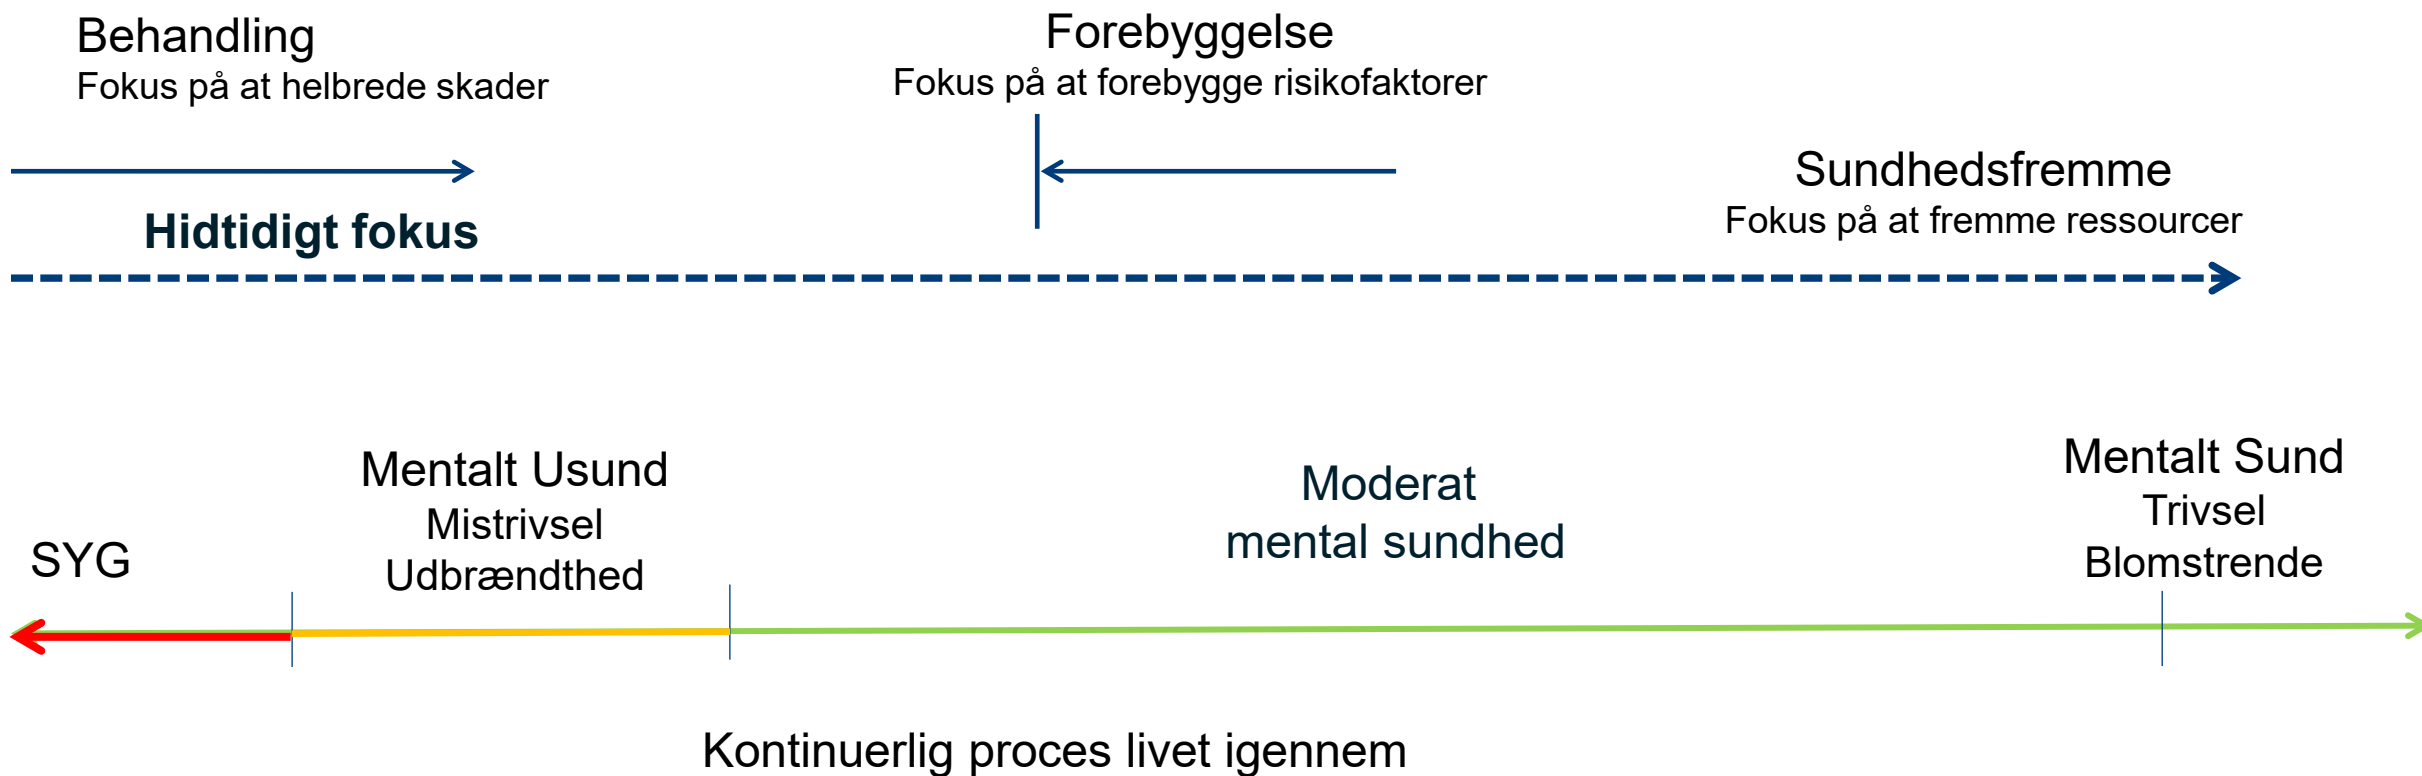 Behandling
Fokus på at helbrede skader
Forebyggelse
Fokus på at forebygge risikofaktorer
Sundhedsfremme
Fokus på at fremme ressourcer
Hidtidigt fokus
SYG
Mentalt Usund
Mistrivsel
Udbrændthed
Moderat
mental sundhed
Mentalt Sund
Trivsel
Blomstrende
Kontinuerlig proces livet igennem